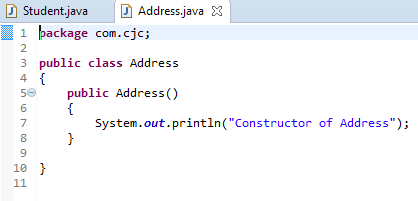 Student.java Address.java
1 package com.cjc;
2
3 public class Address
4 {
5 public Address()
6 {
7 System.out.println("Constructor of Address");
8 }
9
10 }
11